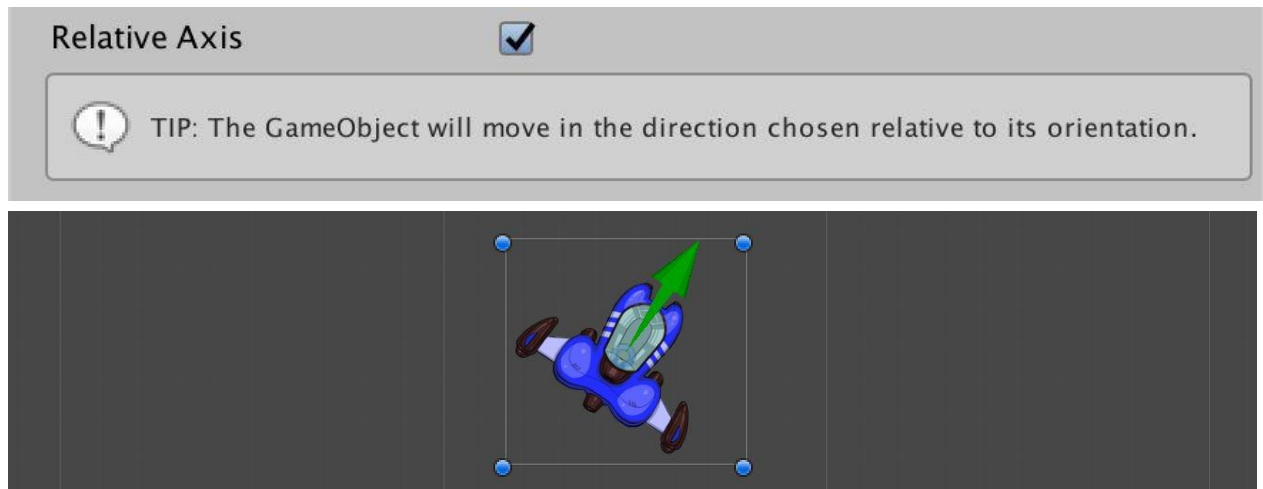 Relative Axis
TIP: The GameObject will move in the direction chosen relative to its orientation.